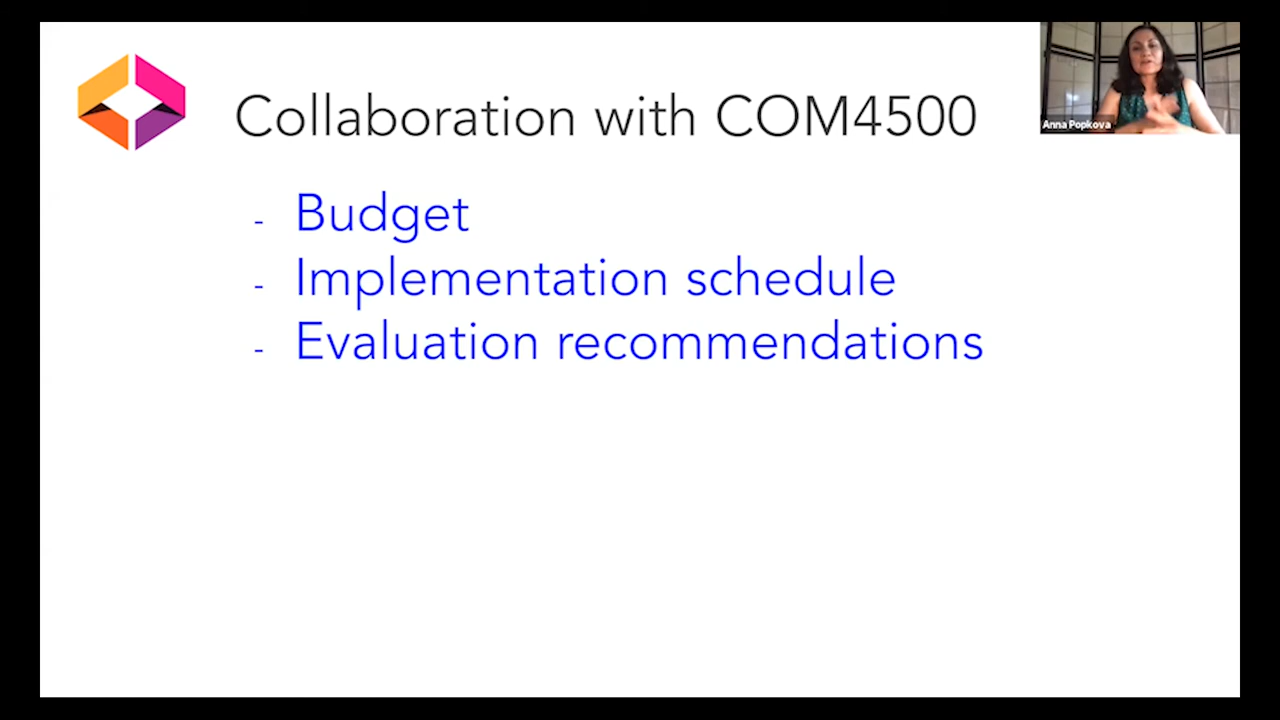 Collaboration with COM4500
Anna Popkova
- Budget
- Implementation schedule
- Evaluation recommendations